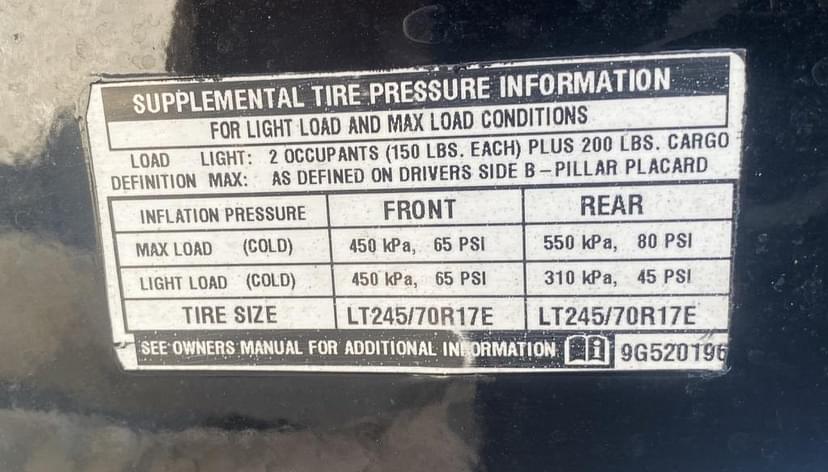 SUPPLEMENTAL TIRE PRESSURE INFORMATION
FOR LIGHT LOAD AND MAX LOAD CONDITIONS
LOAD LIGHT: 2 OCCUPANTS (150 LBS. EACH) PLUS 200 LBS. CARGO
DEFINITION MAX: AS DEFINED ON DRIVERS SIDE B-PILLAR PLACARD
INFLATION PRESSURE FRONT REAR
MAX LOAD (COLD) 450 kPa, 65 PSI 550 kPa, 80 PSI
LIGHT LOAD (COLD) 450 kPa, 65 PSI 310 kPa, 45 PSI
TIRE SIZE LT245/70R17E LT245/70R17E
SEE OWNERS MANUAL FOR ADDITIONAL INFORMATION 9G520196